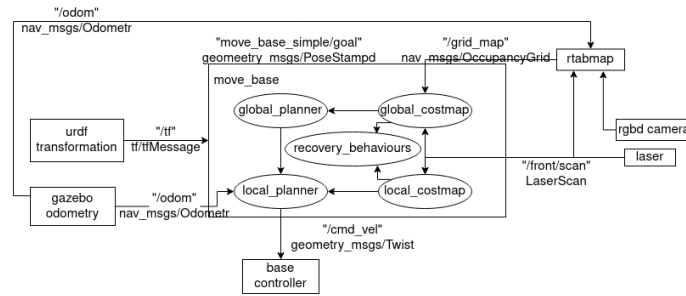 "/odom"
nav_msgs/Odometr
"move_base_simple/goal"
geomeetry_msgs/PoseStampd
"/grid_map"
nav_msgs/OccupancyGrid
rtabmap
move_base
global_planner
global_costmap
urdf
transformation
"/tf"
tf/tfMessage
recovery_behaviours
rgbd camera
laser
"/front/scan"
LaserScan
gazebo
odometry
"/odom"
nav_msgs/Odometr
local_planner
local_costmap
"/cmd_vel"
geometry_msgs/Twist
base
controller